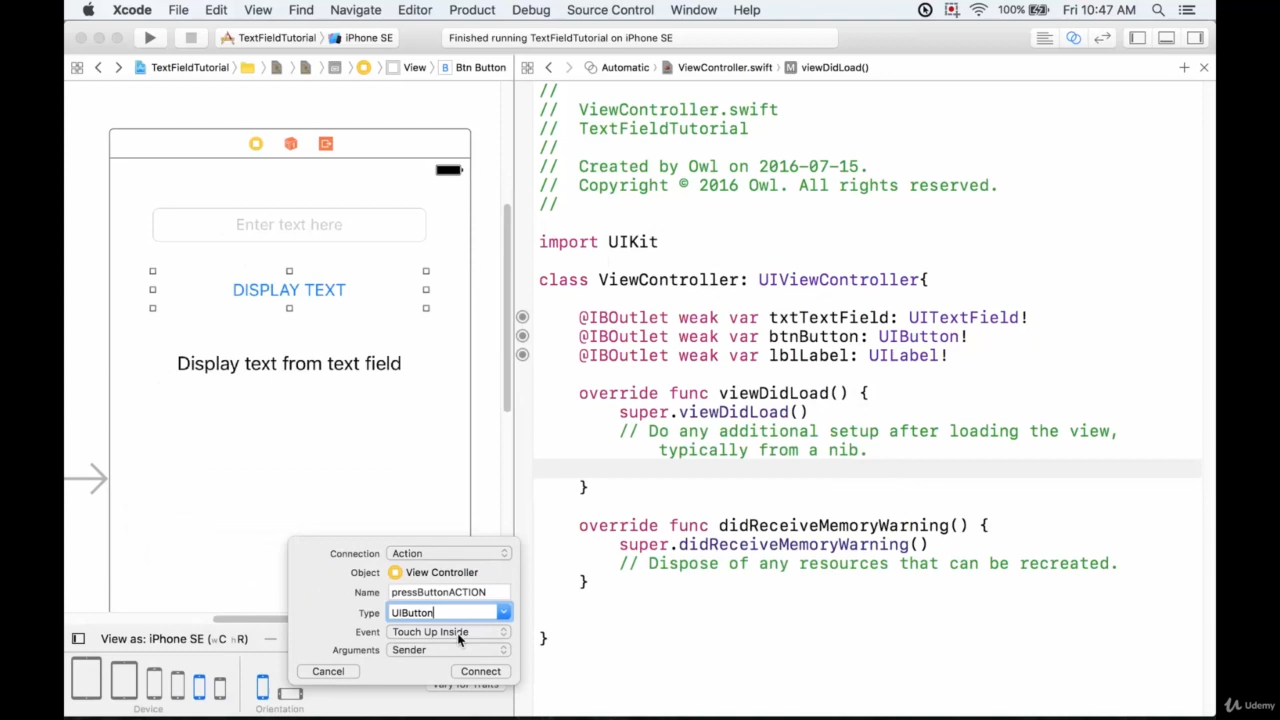 Xcode File Edit View Find Navigate Editor Product Debug Source Control Window Help 100% Fri 10:47 AM
TextFieldTutorial iPhone SE Finished running TextFieldTutorial on iPhone SE
TextFieldTutorial View B Btn Button
Automatic ViewController.swift M viewDidLoad()
Enter text here
DISPLAY TEXT
Display text from text field
//
// ViewController.swift
// TextFieldTutorial
//
// Created by Owl on 2016-07-15.
// Copyright © 2016 Owl. All rights reserved.
//
import UIKit
class ViewController: UIViewController{
@IBOutlet weak var txtTextField: UITextField!
@IBOutlet weak var btnButton: UIButton!
@IBOutlet weak var lblLabel: UILabel!
override func viewDidLoad() {
super.viewDidLoad()
// Do any additional setup after loading the view,
typically from a nib.
}
override func didReceiveMemoryWarning() {
super.didReceiveMemoryWarning()
// Dispose of any resources that can be recreated.
}
}
Connection Action
Object View Controller
Name pressButtonACTION
Type UIButton
Event Touch Up Inside
Arguments Sender
Cancel Connect
View as: iPhone SE (wC hR)
Vary for Traits
Device Orientation
Udemy